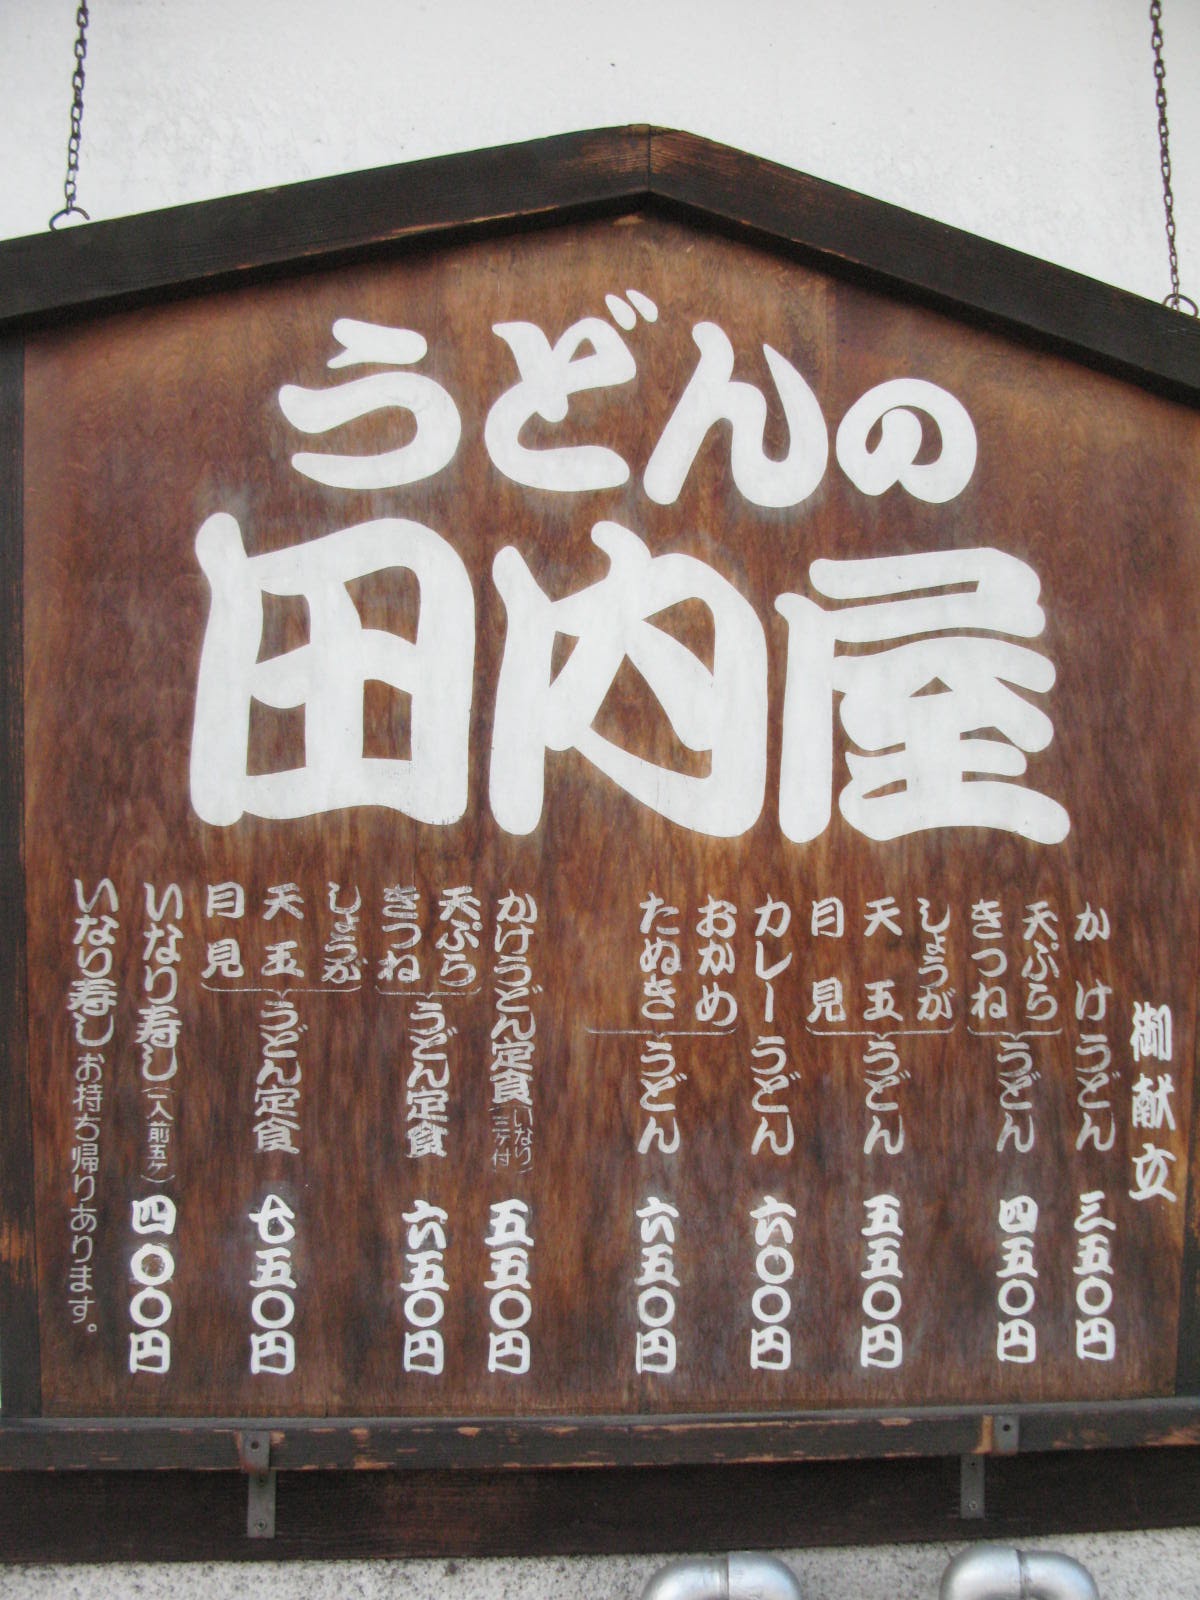 うどんの
田内屋
御献立
かけうどん 三五〇円
天ぷら
きつね
うどん 四五〇円
しょうが
天玉
月見
うどん 五五〇円
カレーうどん 六〇〇円
おかめ
たぬき
うどん 六五〇円
かけうどん定食(いなり三ヶ付) 五五〇円
天ぷら
きつね
うどん定食 六五〇円
しょうが
天玉
月見
うどん定食 七五〇円
いなり寿し(一人前五ヶ) 四〇〇円
いなり寿しお持ち帰りあります。